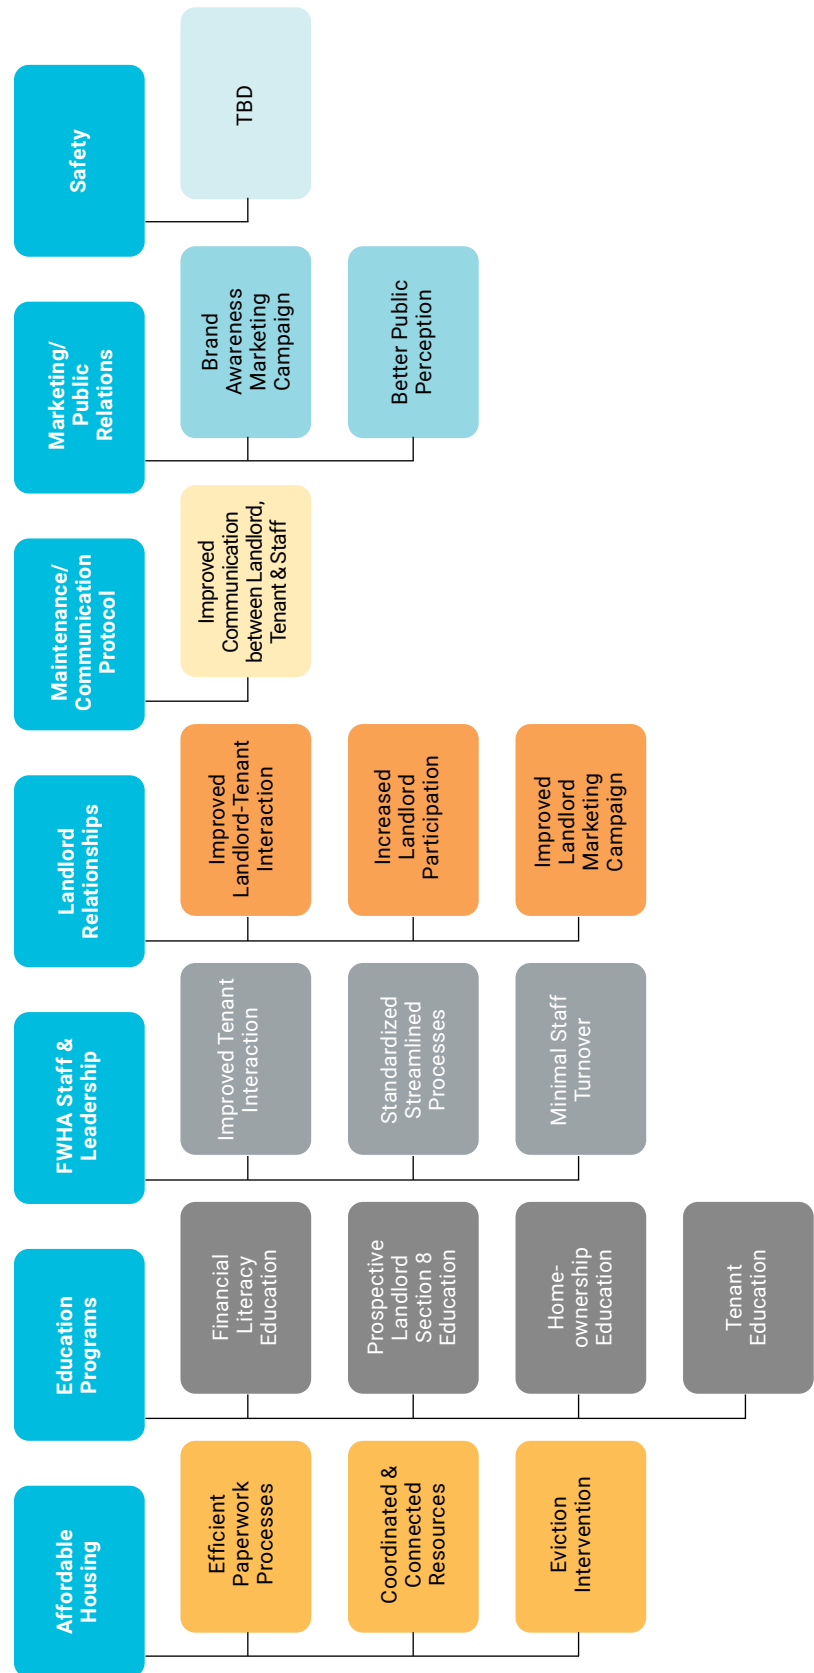 Affordable
Housing
Efficient
Paperwork
Processes
Coordinated &
Connected
Resources
Eviction
Intervention
Education
Programs
Financial
Literacy
Education
Prospective
Landlord
Section 8
Education
Home-
ownership
Education
Tenant
Education
FWHA Staff &
Leadership
Improved Tenant
Interaction
Standardized
Streamlined
Processes
Minimal Staff
Turnover
Landlord
Relationships
Improved
Landlord-Tenant
Interaction
Increased
Landlord
Participation
Improved
Landlord
Marketing
Campaign
Maintenance/
Communication
Protocol
Improved
Communication
between Landlord,
Tenant & Staff
Marketing/
Public
Relations
Brand
Awareness
Marketing
Campaign
Better Public
Perception
Safety
TBD